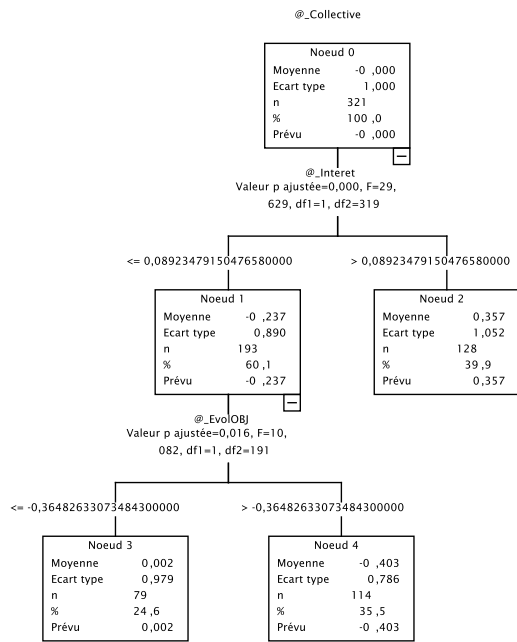 @_Collective
Noeud 0
Moyenne -0 ,000
Ecart type 1,000
n 321
% 100 ,0
Prévu -0 ,000
@_Interet
Valeur p ajustée=0,000, F=29,
629, df1=1, df2=319
<= 0,08923479150476580000
> 0,08923479150476580000
Noeud 1
Moyenne -0 ,237
Ecart type 0,890
n 193
% 60 ,1
Prévu -0 ,237
Noeud 2
Moyenne 0,357
Ecart type 1,052
n 128
% 39 ,9
Prévu 0,357
@_EvolOBJ
Valeur p ajustée=0,016, F=10,
082, df1=1, df2=191
<= -0,36482633073484300000
> -0,36482633073484300000
Noeud 3
Moyenne 0,002
Ecart type 0,979
n 79
% 24 ,6
Prévu 0,002
Noeud 4
Moyenne -0 ,403
Ecart type 0,786
n 114
% 35 ,5
Prévu -0 ,403